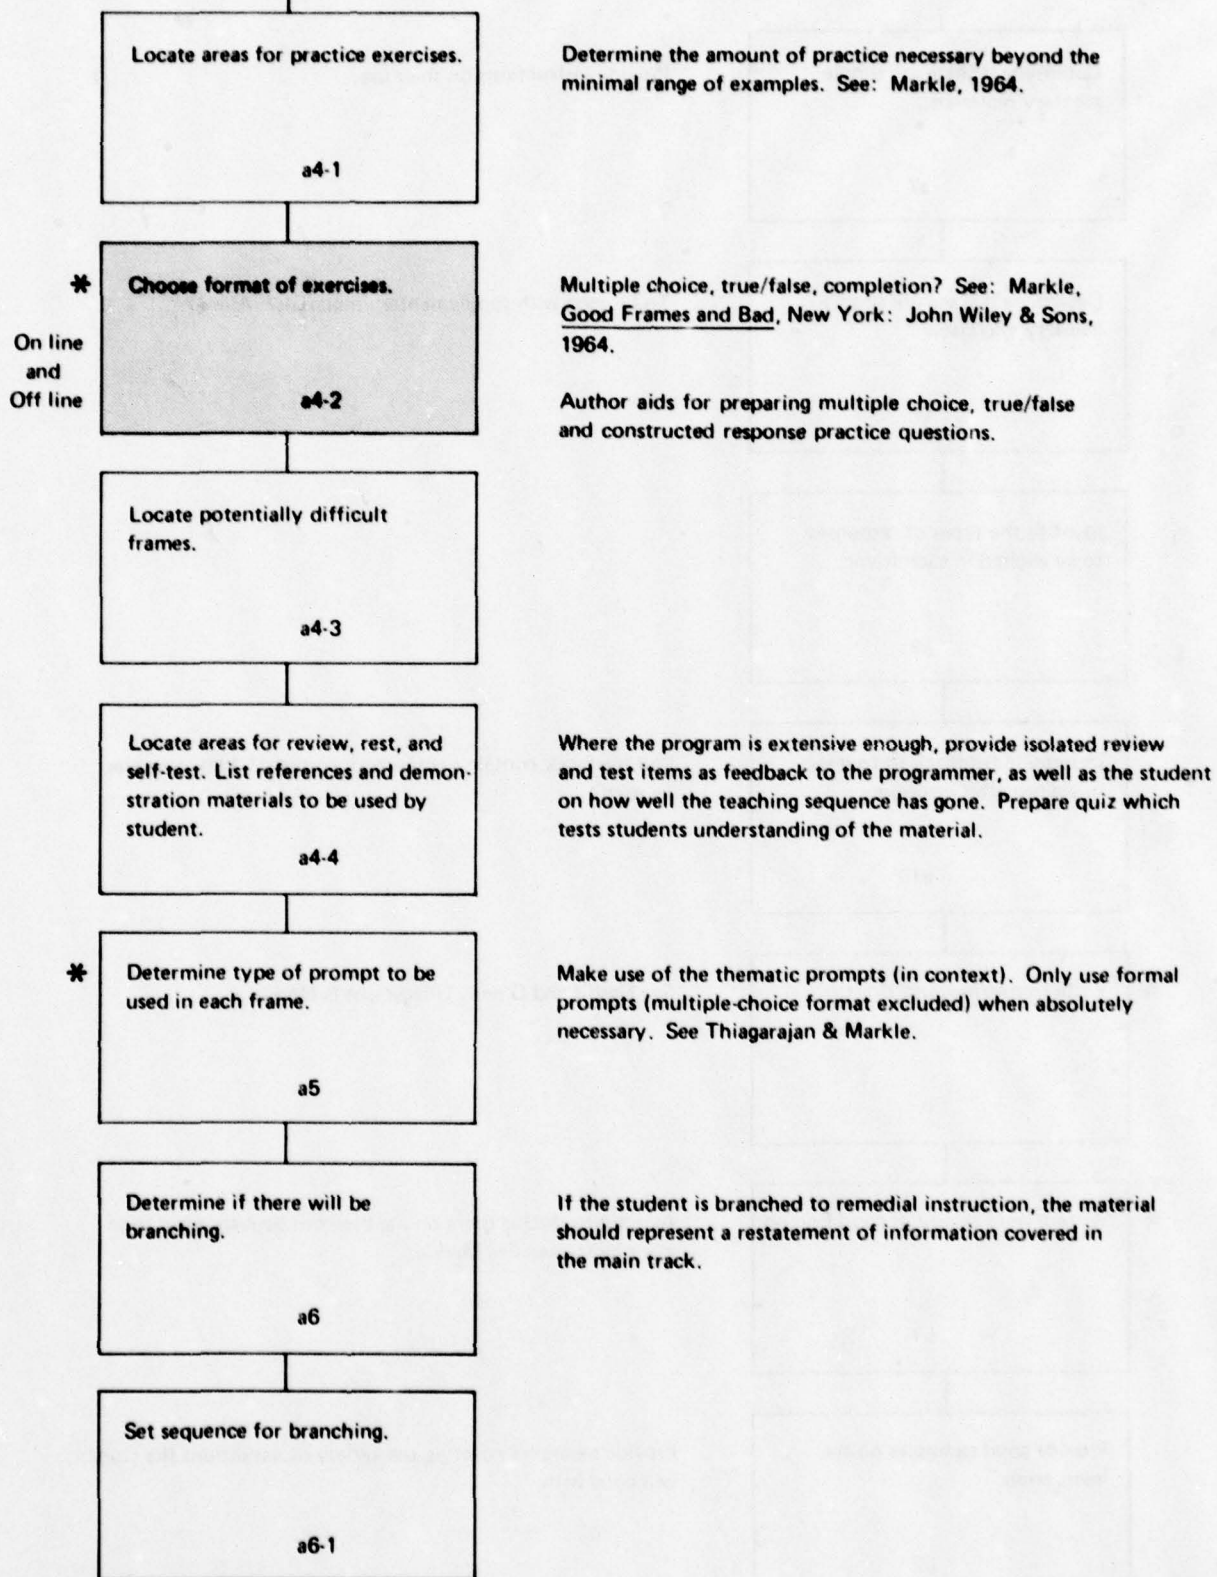 Locate areas for practice exercises.
a4-1
Determine the amount of practice necessary beyond the
minimal range of examples. See: Markle, 1964.
*
On line
and
Off line
Choose format of exercises.
a4-2
Multiple choice, true/false, completion? See: Markle,
Good Frames and Bad, New York: John Wiley & Sons,
1964.
Author aids for preparing multiple choice, true/false
and constructed response practice questions.
Locate potentially difficult
frames.
a4-3
Locate areas for review, rest, and
self-test. List references and demon-
stration materials to be used by
student.
a4-4
Where the program is extensive enough, provide isolated review
and test items as feedback to the programmer, as well as the student
on how well the teaching sequence has gone. Prepare quiz which
tests students understanding of the material.
*
Determine type of prompt to be
used in each frame.
a5
Make use of the thematic prompts (in context). Only use formal
prompts (multiple-choice format excluded) when absolutely
necessary. See Thiagarajan & Markle.
Determine if there will be
branching.
a6
If the student is branched to remedial instruction, the material
should represent a restatement of information covered in
the main track.
Set sequence for branching.
a6-1